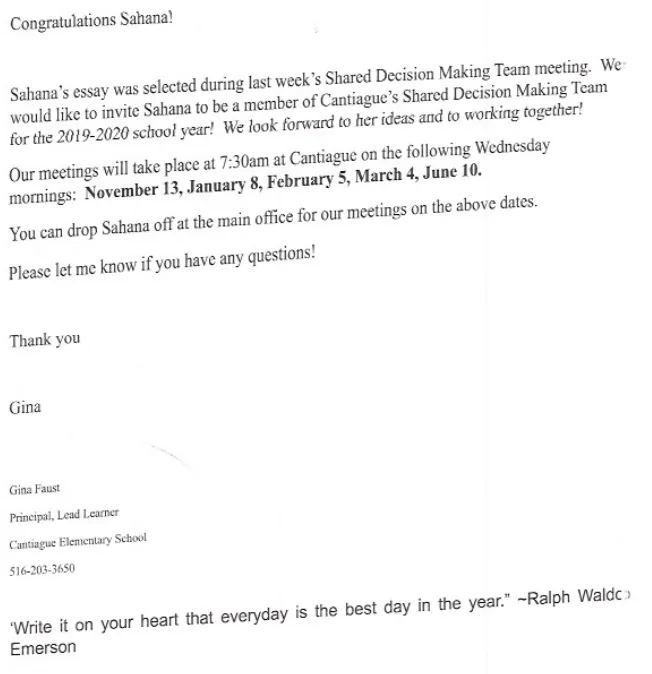 Congratulations Sahana!
Sahana's essay was selected during last week's Shared Decision Making Team meeting. We
would like to invite Sahana to be a member of Cantiague's Shared Decision Making Team
for the 2019-2020 school year! We look forward to her ideas and to working together!
Our meetings will take place at 7:30am at Cantiague on the following Wednesday
mornings: November 13, January 8, February 5, March 4, June 10.
You can drop Sahana off at the main office for our meetings on the above dates.
Please let me know if you have any questions!
Thank you
Gina
Gina Faust
Principal, Lead Learner
Cantiague Elementary School
516-203-3650
'Write it on your heart that everyday is the best day in the year." ~Ralph Waldo
Emerson